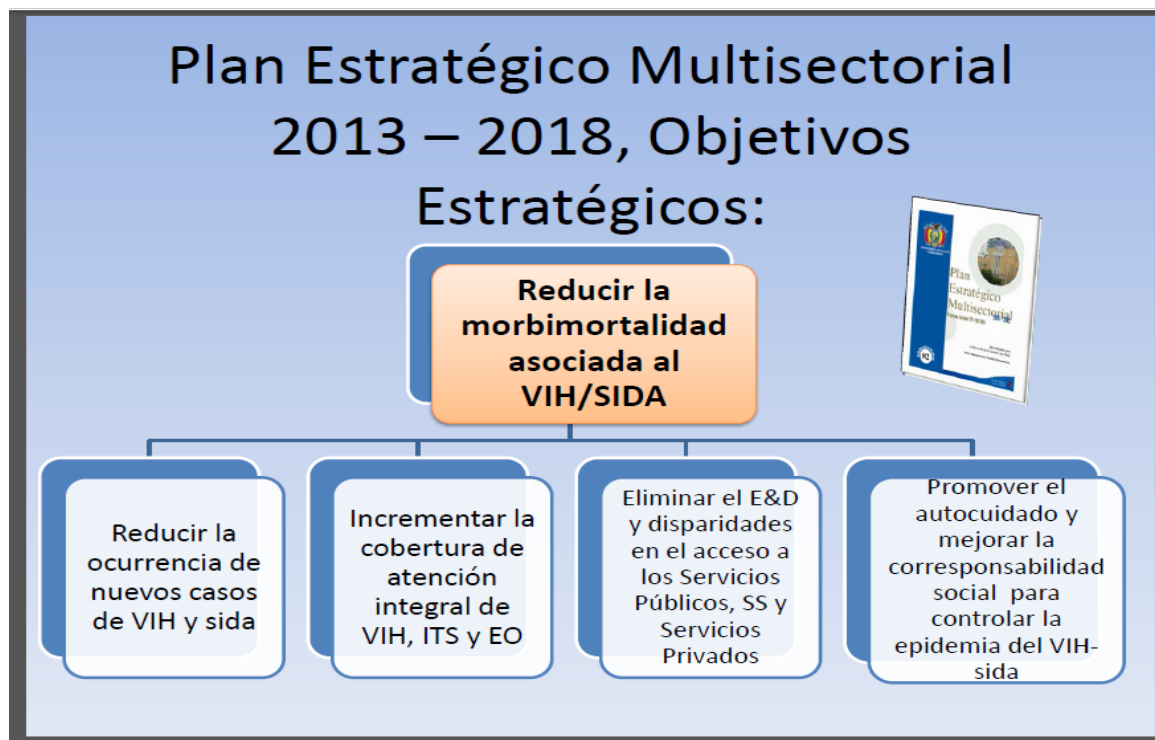 Plan Estratégico Multisectorial
2013 – 2018, Objetivos
Estratégicos:
Plan
Estratégico
Multisectorial
Reducir la
morbimortalidad
asociada al
VIH/SIDA
Reducir la
ocurrencia de
nuevos casos
de VIH y sida
Incrementar la
cobertura de
atención
integral de
VIH, ITS y EO
Eliminar el E&D
y disparidades
en el acceso a
los Servicios
Públicos, SS y
Servicios
Privados
Promover el
autocuidado y
mejorar la
corresponsabilidad
social para
controlar la
epidemia del VIH-
sida